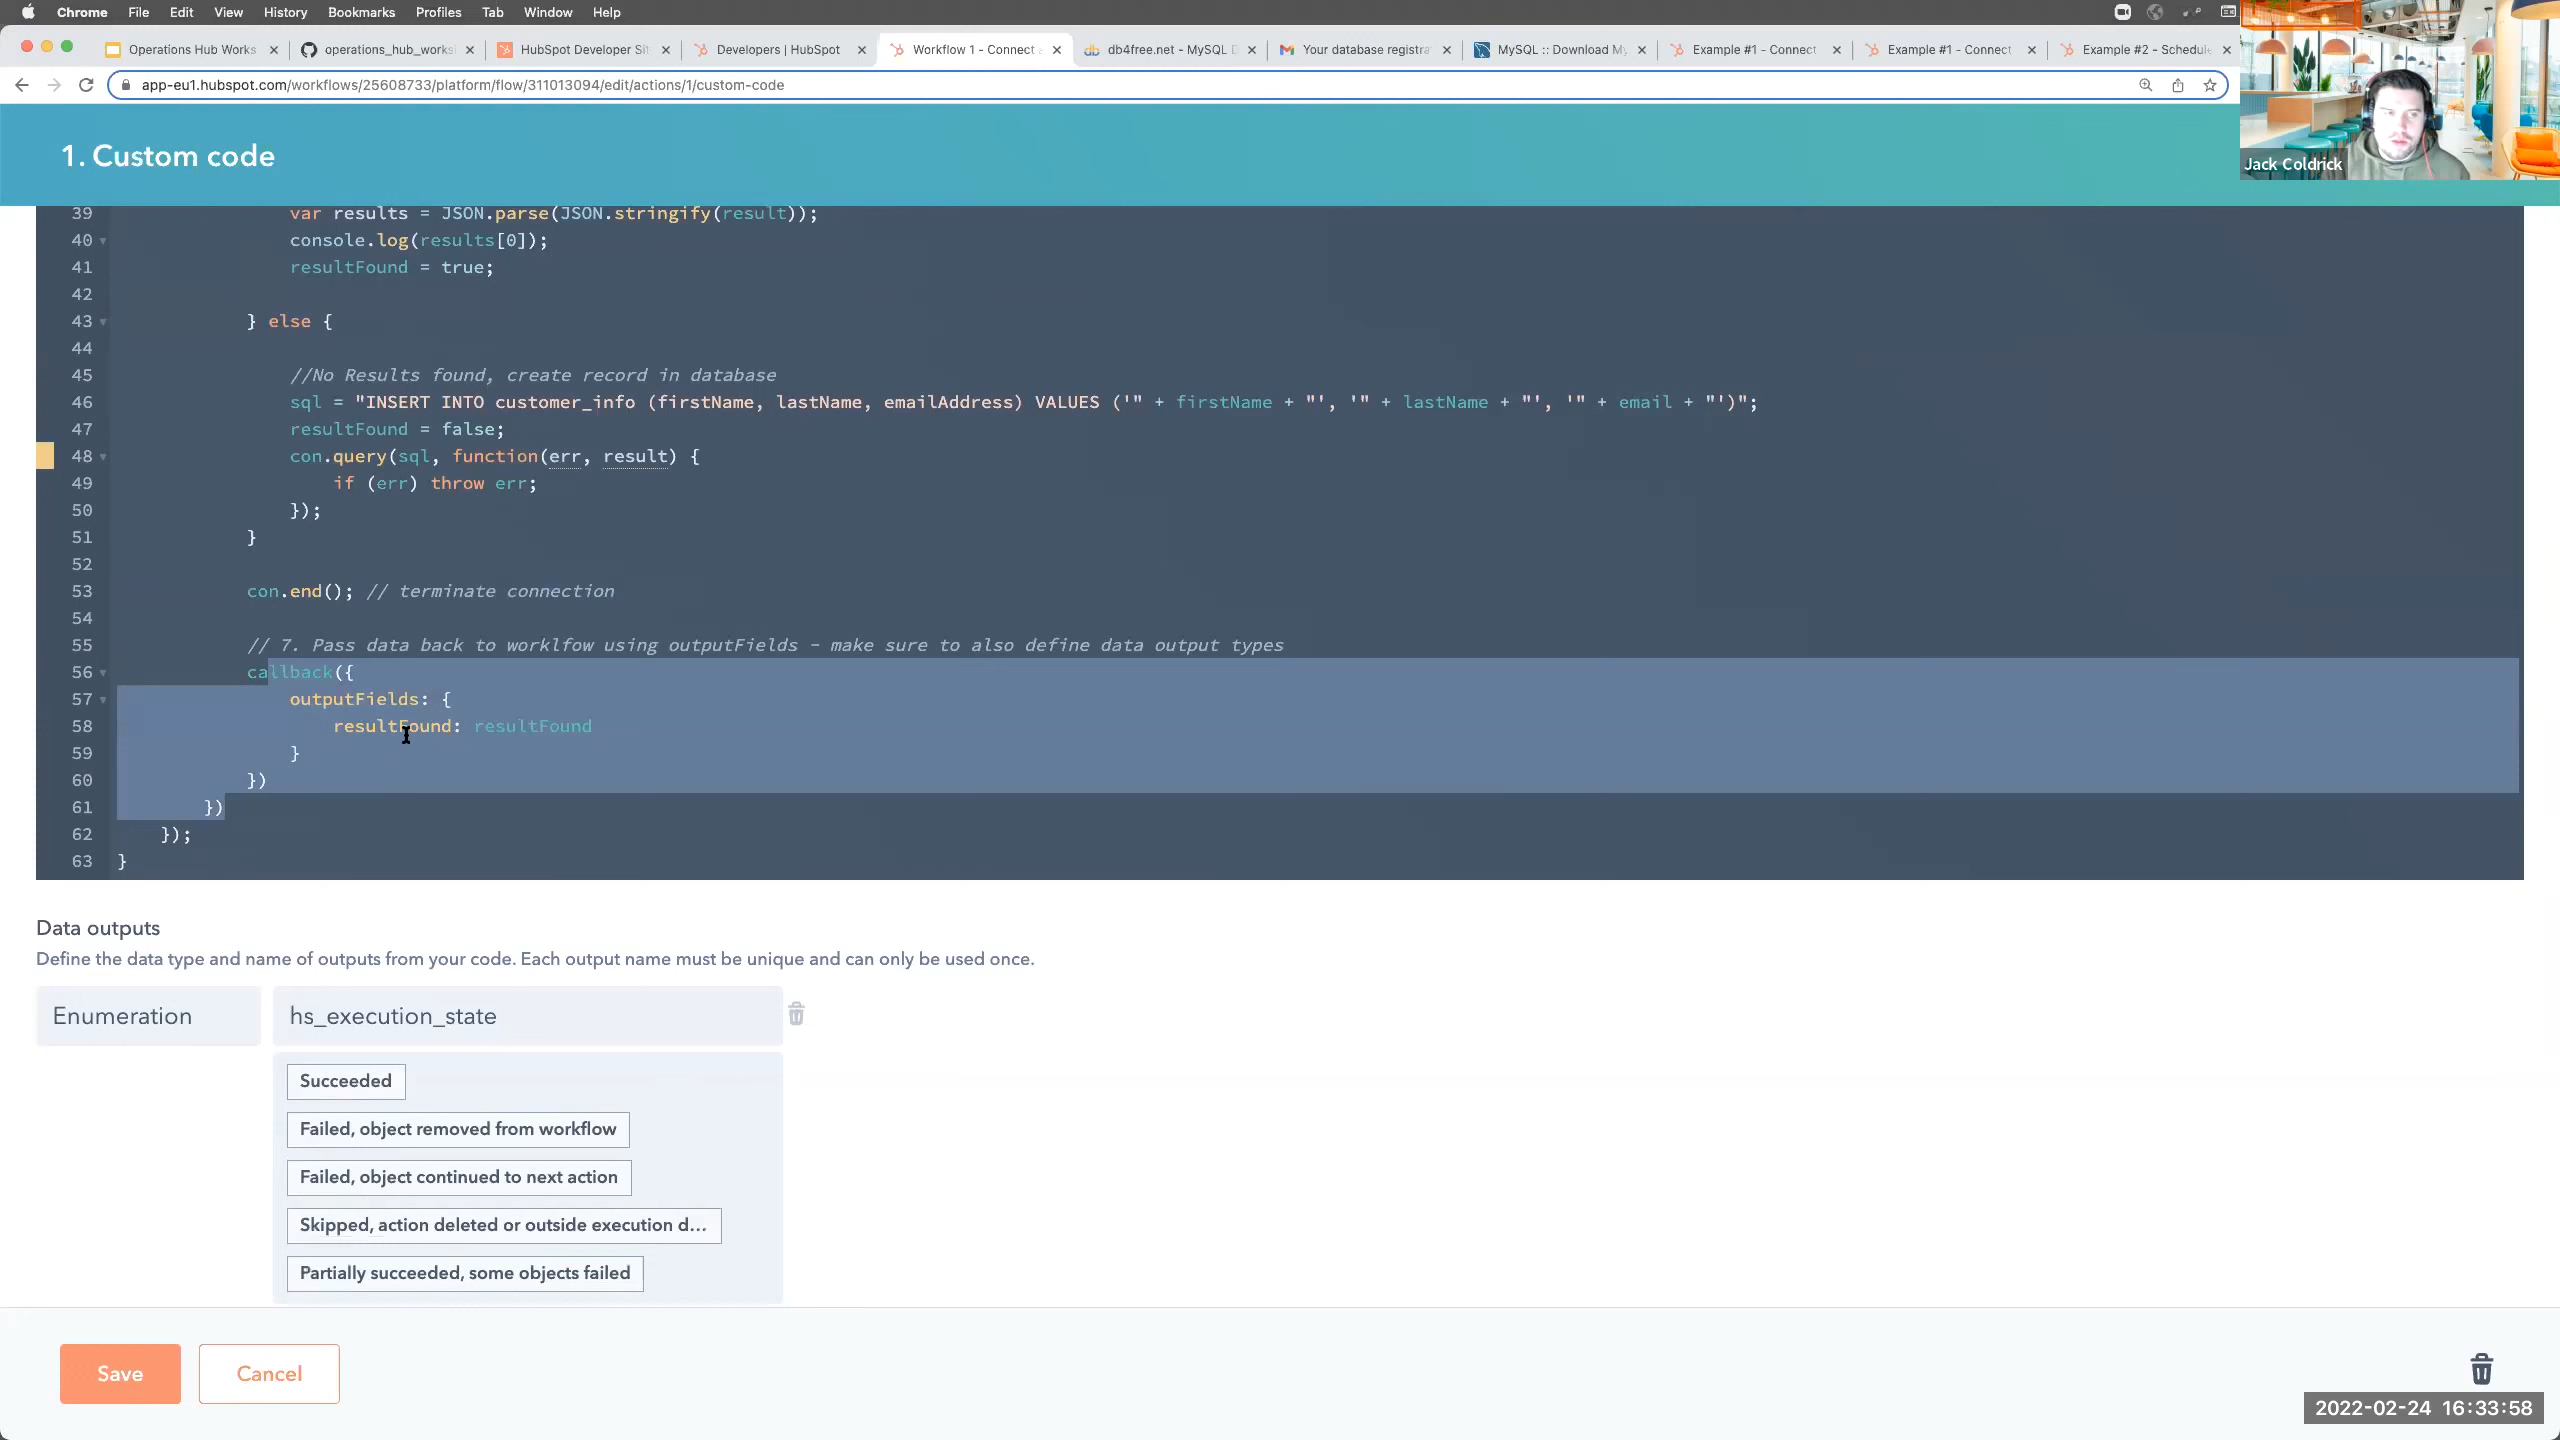 Chrome File Edit View History Bookmarks Profiles Tab Window Help
Operations Hub Works
operations_hub_works
HubSpot Developer Si
Developers | HubSpot
Workflow 1 - Connect
db4free.net - MySQL D
Your database registra
MySQL :: Download My
Example #1 - Connect
Example #1 - Connect
Example #2 - Schedule
app-eu1.hubspot.com/workflows/25608733/platform/flow/311013094/edit/actions/1/custom-code
1. Custom code
Jack Coldrick
39 var results = JSON.parse(JSON.stringify(result));
40 console.log(results[0]);
41 resultFound = true;
42
43 } else {
44
45 //No Results found, create record in database
46 sql = "INSERT INTO customer_info (firstName, lastName, emailAddress) VALUES ('" + firstName + "', '" + lastName + "', '" + email + "')";
47 resultFound = false;
48 con.query(sql, function(err, result) {
49 if (err) throw err;
50 });
51 }
52
53 con.end(); // terminate connection
54
55 // 7. Pass data back to worklfow using outputFields - make sure to also define data output types
56 callback({
57 outputFields: {
58 resultFound: resultFound
59 }
60 })
61 })
62 });
63 }
Data outputs
Define the data type and name of outputs from your code. Each output name must be unique and can only be used once.
Enumeration hs_execution_state
Succeeded
Failed, object removed from workflow
Failed, object continued to next action
Skipped, action deleted or outside execution d...
Partially succeeded, some objects failed
Save Cancel
2022-02-24 16:33:58